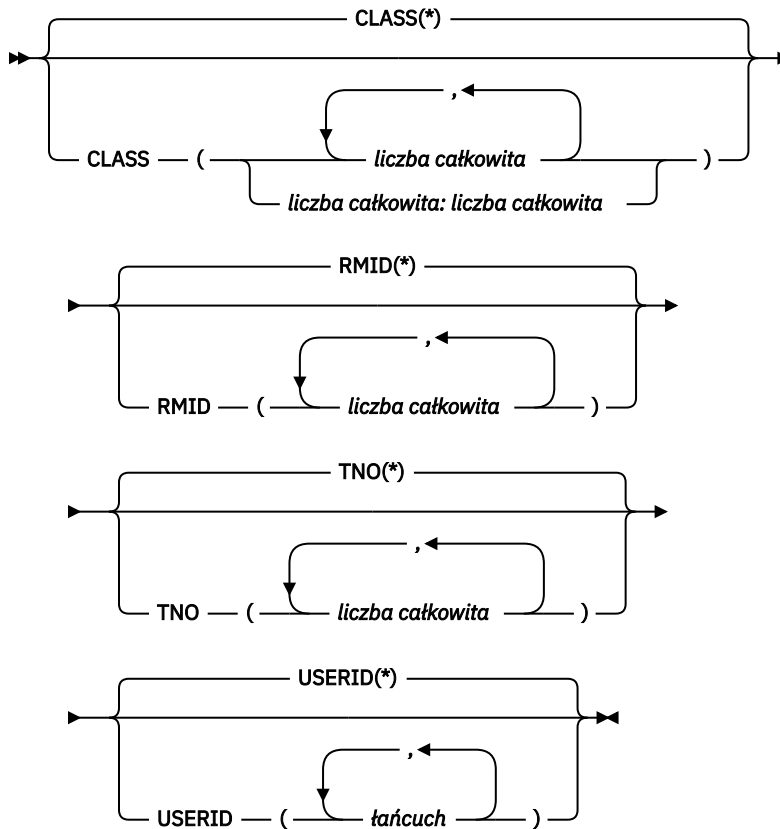 CLASS(*)
,
CLASS ( liczba całkowita )
liczba całkowita: liczba całkowita
RMID(*)
,
RMID ( liczba całkowita )
TNO(*)
,
TNO ( liczba całkowita )
USERID(*)
,
USERID ( łańcuch )